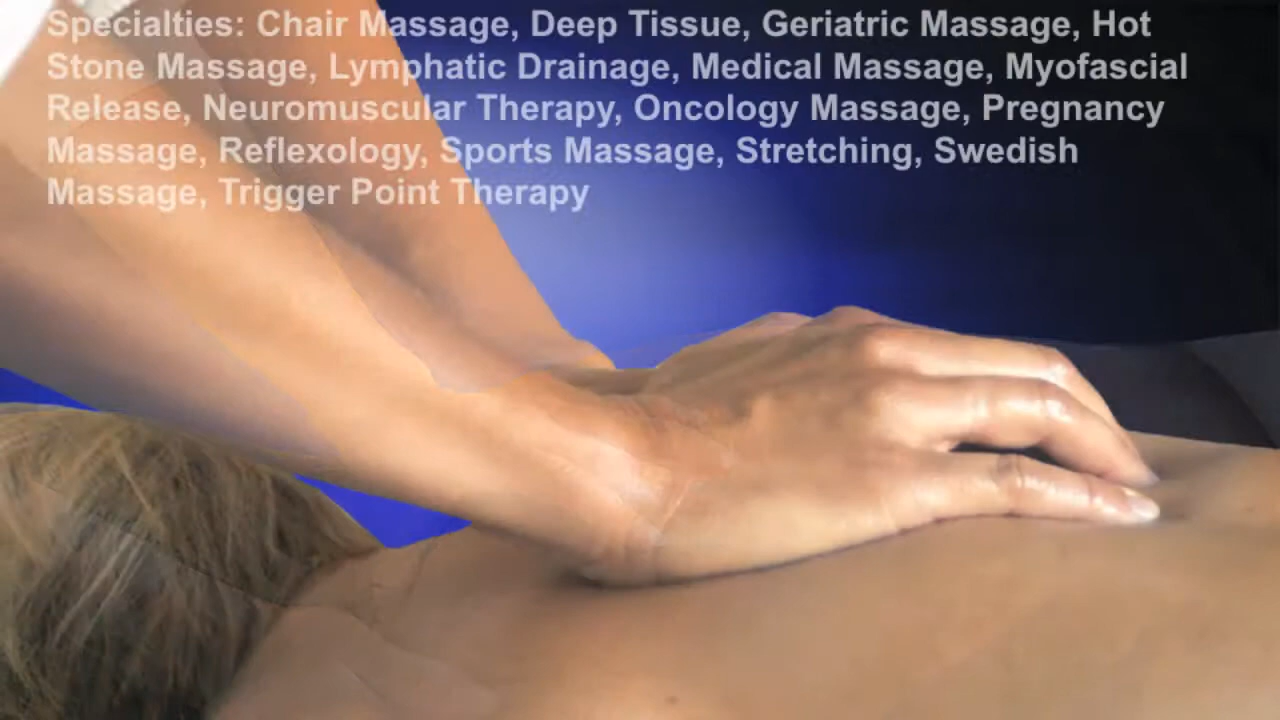 Specialties: Chair Massage, Deep Tissue, Geriatric Massage, Hot
Stone Massage, Lymphatic Drainage, Medical Massage, Myofascial
Release, Neuromuscular Therapy, Oncology Massage, Pregnancy
Massage, Reflexology, Sports Massage, Stretching, Swedish
Massage, Trigger Point Therapy